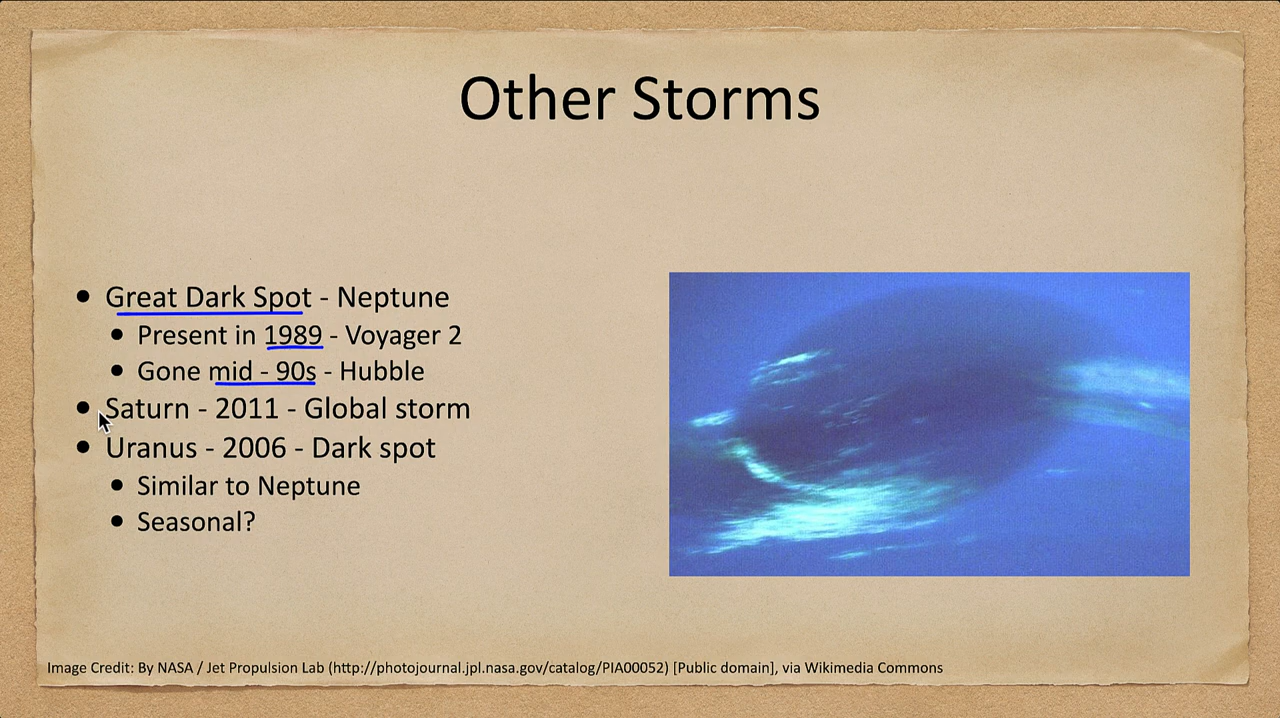 Other Storms
• Great Dark Spot - Neptune
• Present in 1989 - Voyager 2
• Gone mid - 90s - Hubble
• Saturn - 2011 - Global storm
• Uranus - 2006 - Dark spot
• Similar to Neptune
• Seasonal?
Image Credit: By NASA / Jet Propulsion Lab (http://photojournal.jpl.nasa.gov/catalog/PIA00052) [Public domain], via Wikimedia Commons